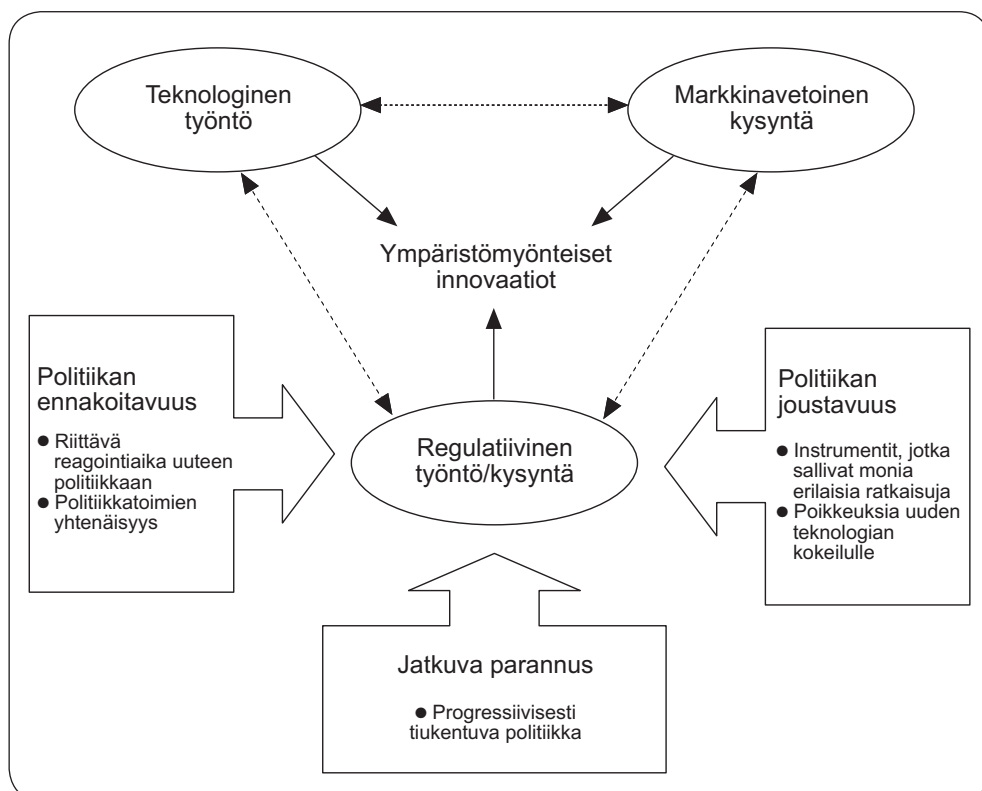 Teknologinen
työntö
Markkinavetoinen
kysyntä
Ympäristömyönteiset
innovaatiot
Politiikan
ennakoitavuus
● Riittävä
reagointiaika uuteen
politiikkaan
● Politiikkatoimien
yhtenäisyys
Regulatiivinen
työntö/kysyntä
Politiikan
joustavuus
● Instrumentit, jotka
sallivat monia
erilaisia ratkaisuja
● Poikkeuksia uuden
teknologian
kokeilulle
Jatkuva parannus
● Progressiivisesti
tiukentuva politiikka